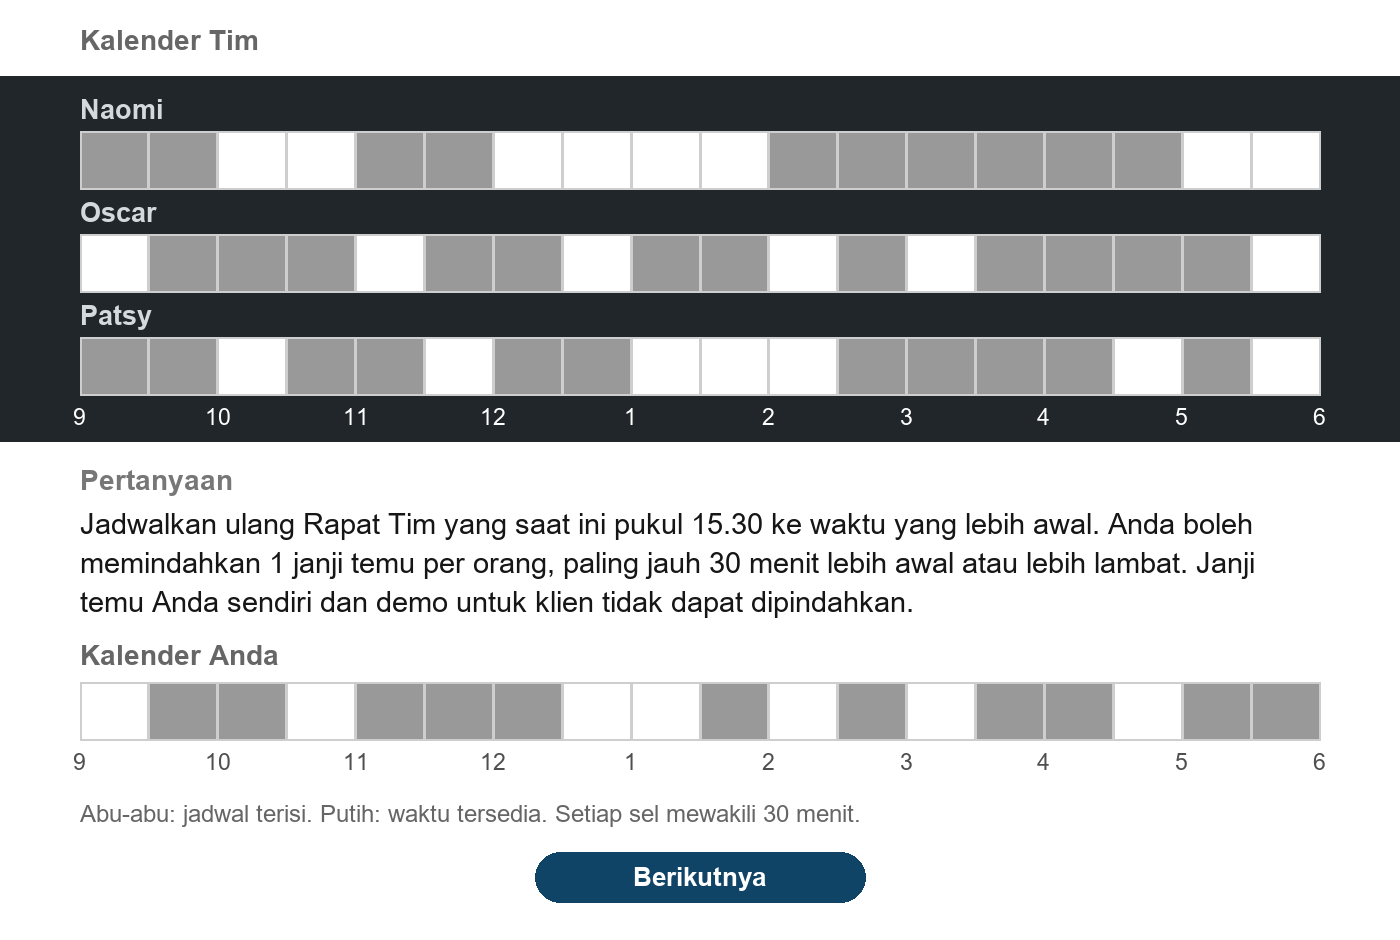 Kalender Tim
Naomi
Oscar
Patsy
9 10 11 12 1 2 3 4 5 6
Pertanyaan
Jadwalkan ulang Rapat Tim yang saat ini pukul 15.30 ke waktu yang lebih awal. Anda boleh
memindahkan 1 janji temu per orang, paling jauh 30 menit lebih awal atau lebih lambat. Janji
temu Anda sendiri dan demo untuk klien tidak dapat dipindahkan.
Kalender Anda
9 10 11 12 1 2 3 4 5 6
Abu-abu: jadwal terisi. Putih: waktu tersedia. Setiap sel mewakili 30 menit.
Berikutnya